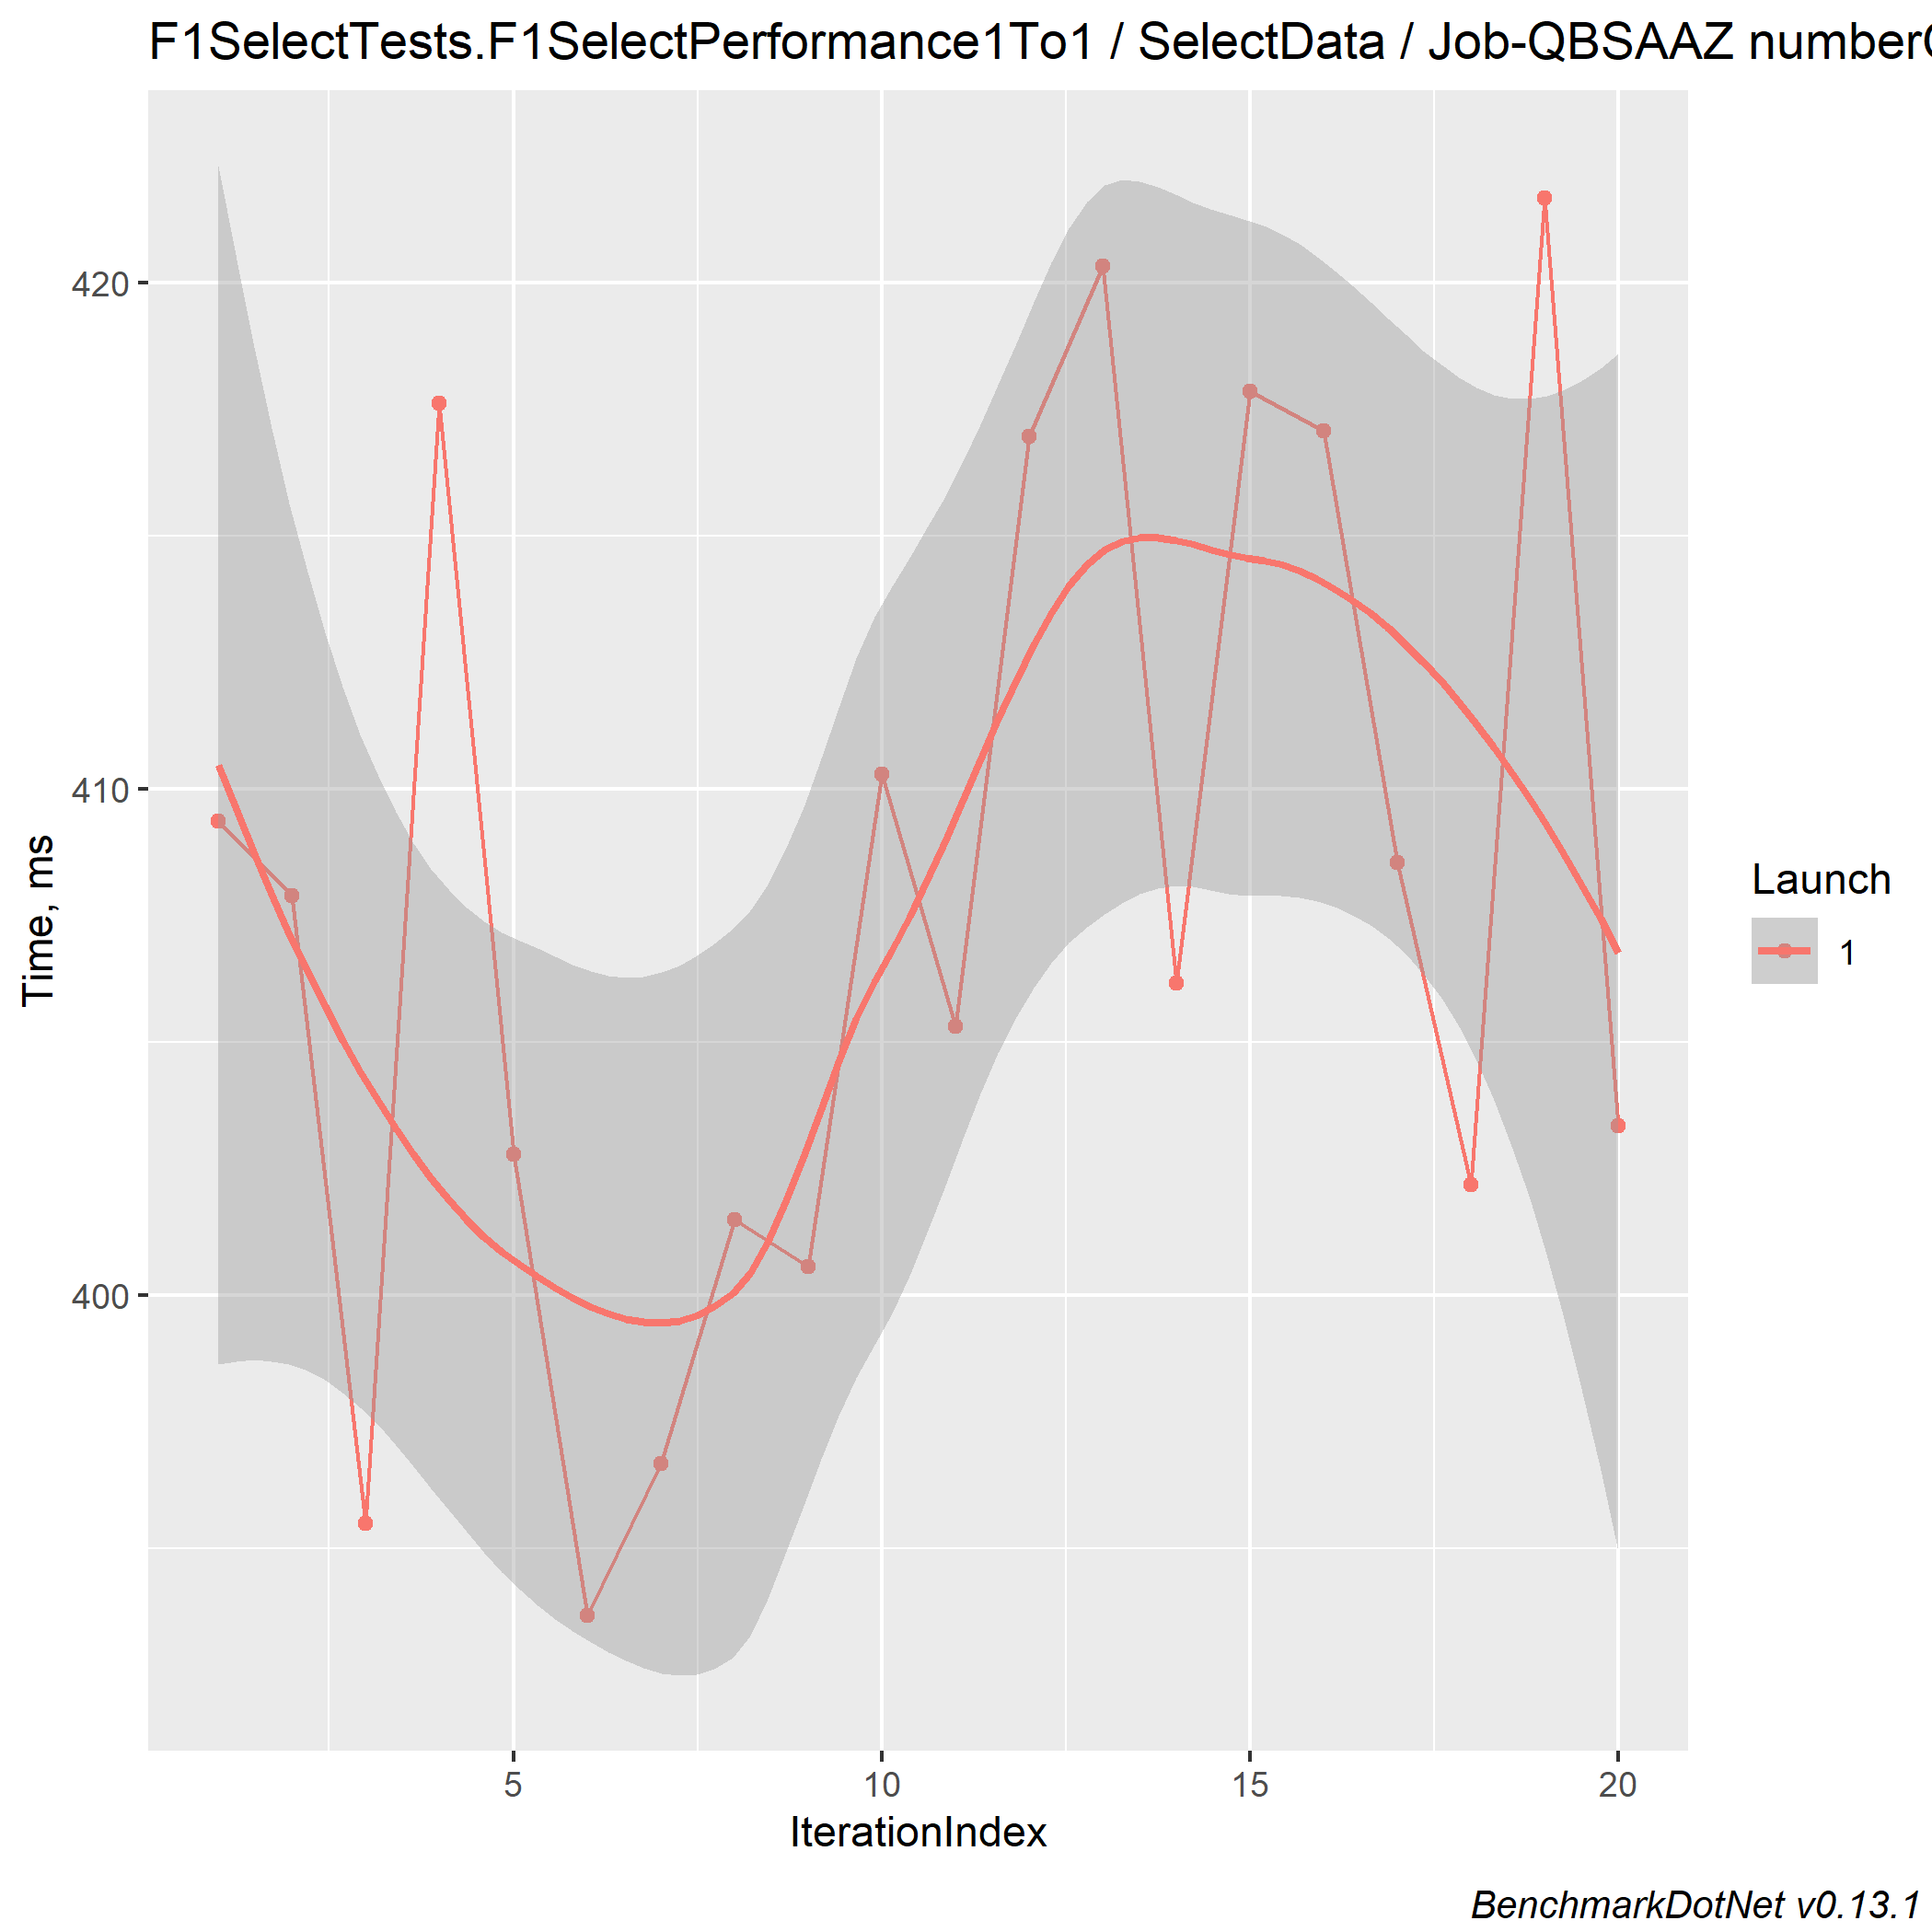 F1SelectTests.F1SelectPerformance1To1 / SelectData / Job-QBSAAZ number
420
410
400
Time, ms
5 10 15 20
IterationIndex
Launch
1
BenchmarkDotNet v0.13.1